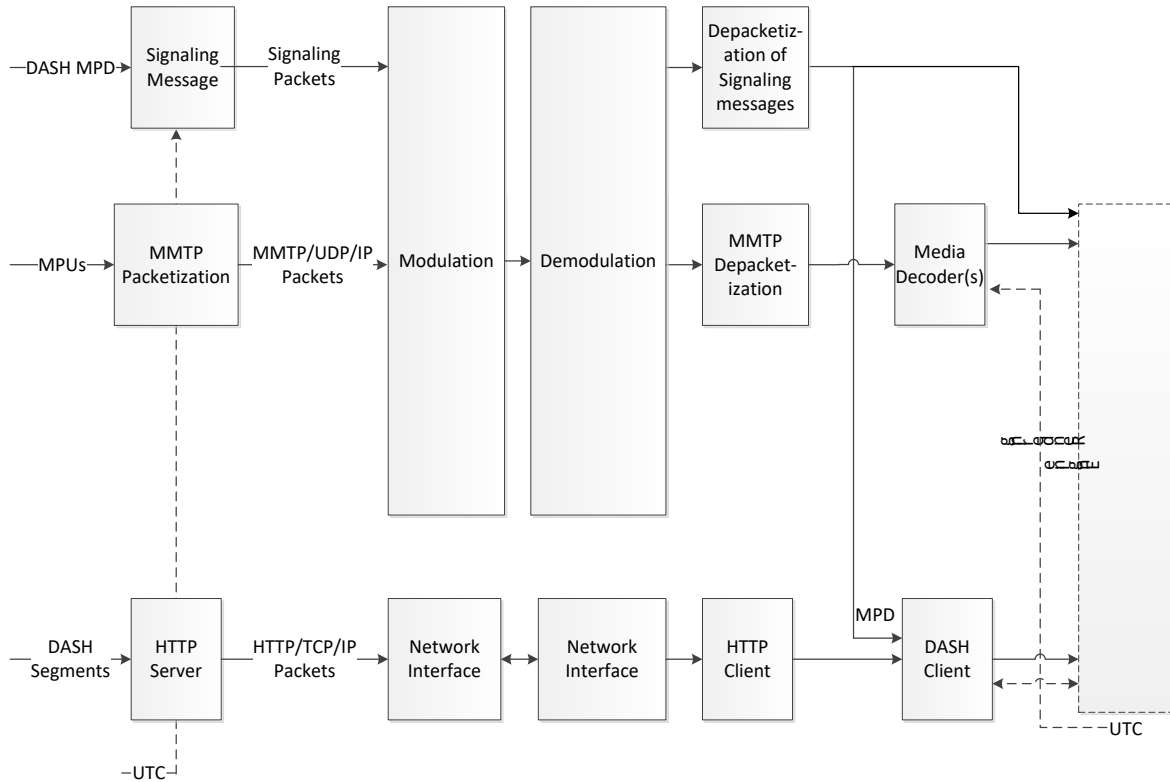 DASH MPD
Signaling
Message
Signaling
Packets
Depacketiz-
ation of
Signaling
messages
MPUs
MMTP
Packetization
MMTP/UDP/IP
Packets
Modulation
Demodulation
MMTP
Depacket-
ization
Media
Decoder(s)
MPD
DASH
Segments
HTTP
Server
HTTP/TCP/IP
Packets
Network
Interface
Network
Interface
HTTP
Client
DASH
Client
UTC
UTC